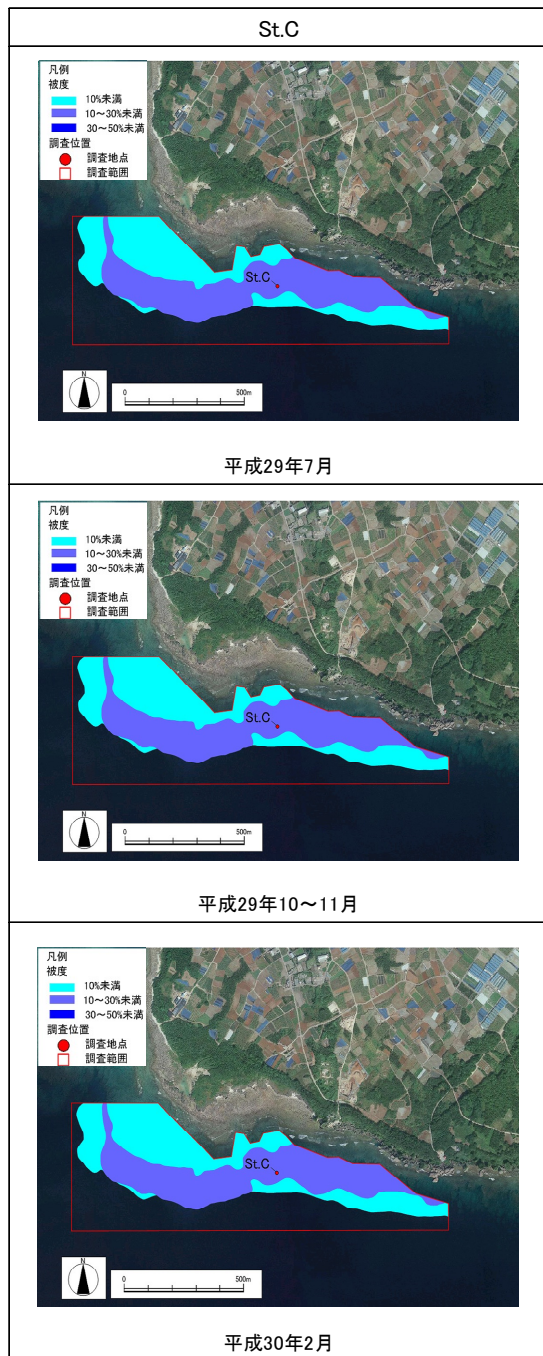 St.C
凡例
被度
10%未満
10～30%未満
30～50%未満
調査位置
調査地点
調査範囲
St.C
N
0
500m
平成29年7月
凡例
被度
10%未満
10～30%未満
30～50%未満
調査位置
調査地点
調査範囲
St.C
N
0
500m
平成29年10～11月
凡例
被度
10%未満
10～30%未満
30～50%未満
調査位置
調査地点
調査範囲
St.C
N
0
500m
平成30年2月